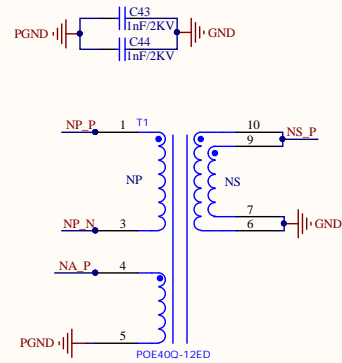 C43
1nF/2KV
PGND
GND
C44
1nF/2KV
T1
NP_P
1
10
NS_P
9
NP
NS
7
GND
NP_N
3
6
NA_P
4
PGND
5
POE40Q-12ED